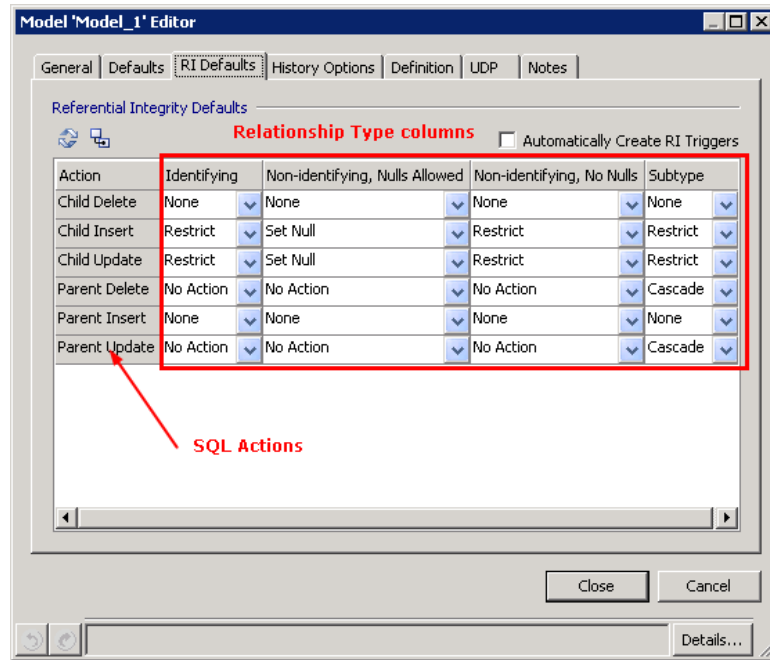 Model 'Model_1' Editor
General Defaults RI Defaults History Options Definition UDP Notes
Referential Integrity Defaults
Relationship Type columns Automatically Create RI Triggers
Action Identifying Non-identifying, Nulls Allowed Non-identifying, No Nulls Subtype
Child Delete None None None None
Child Insert Restrict Set Null Restrict Restrict
Child Update Restrict Set Null Restrict Restrict
Parent Delete No Action No Action No Action Cascade
Parent Insert None None None None
Parent Update No Action No Action No Action Cascade
SQL Actions
Close Cancel
Details...